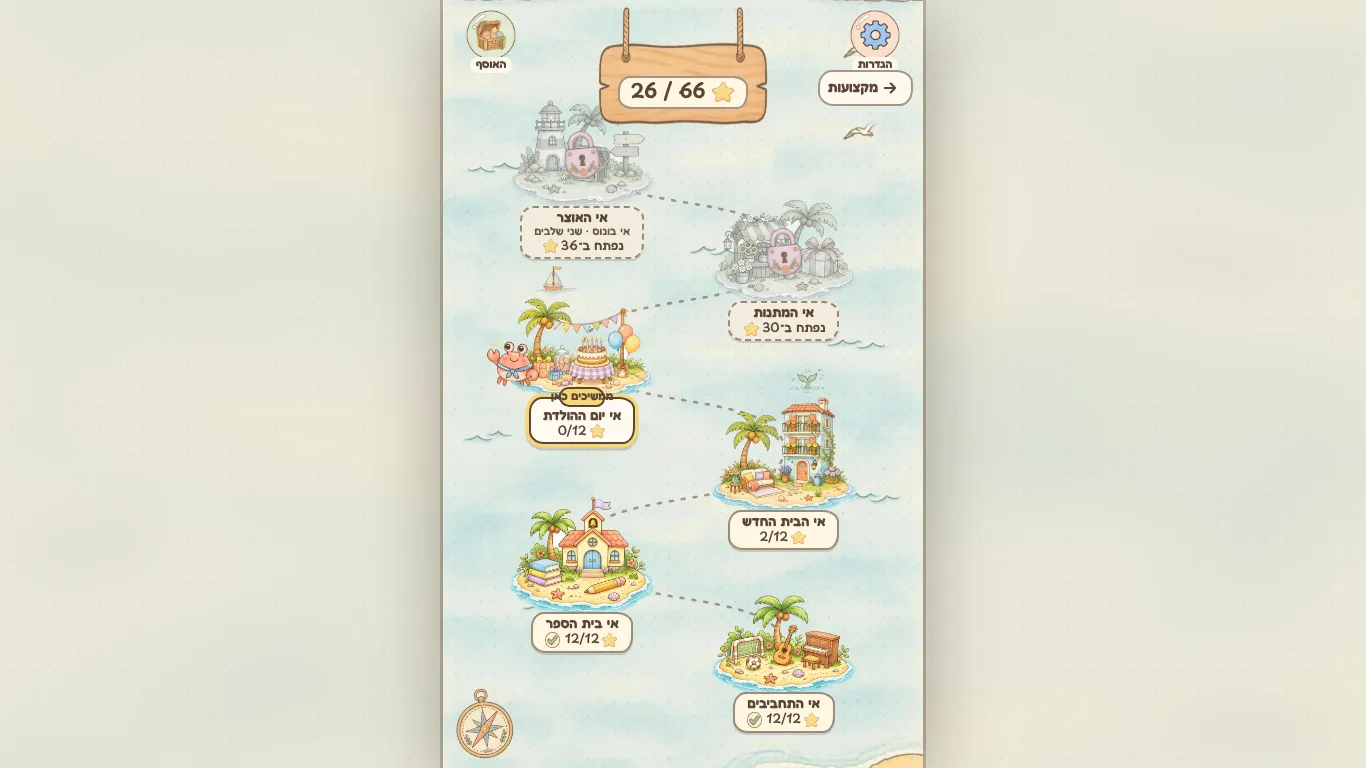 הגדרות
האוסף
26 / 66
מקצועות →
אי האוצר
אי בונוס · שני שלבים
נפתח ב־36
אי המתנות
נפתח ב־30
ממשיכים כאן
אי יום ההולדת
0/12
אי הבית החדש
2/12
אי בית הספר
12/12
אי התחביבים
12/12